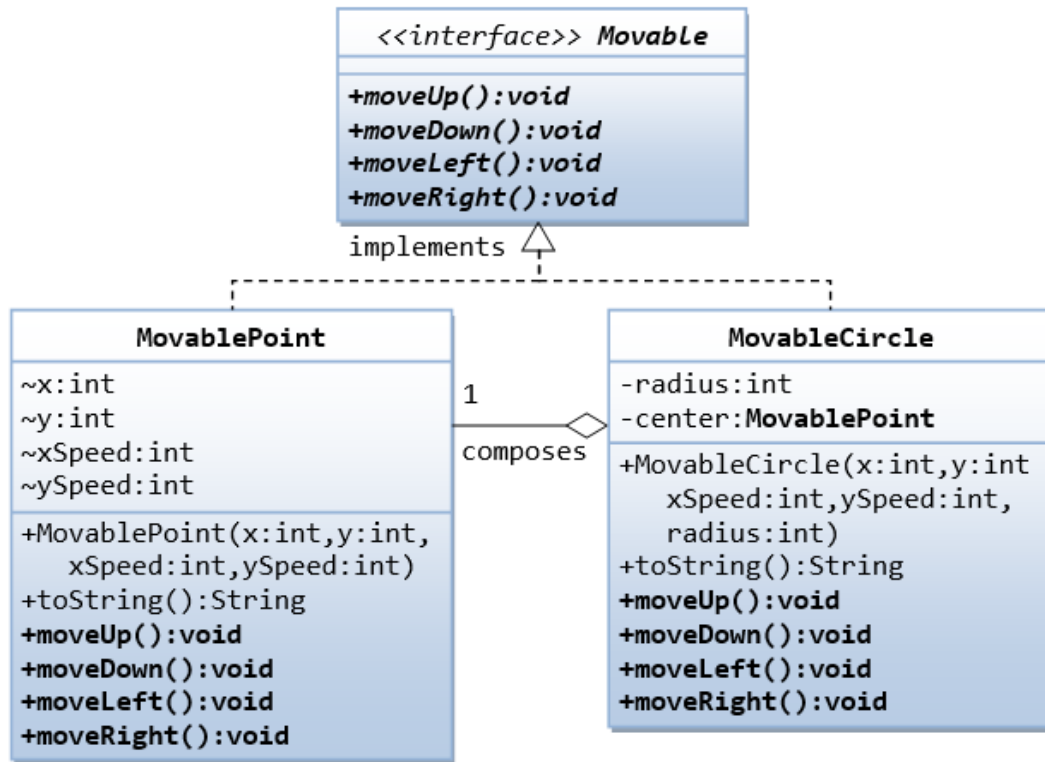 <<interface>> Movable
+moveUp():void
+moveDown():void
+moveLeft():void
+moveRight():void
implements
MovablePoint
~x:int
~y:int
~xSpeed:int
~ySpeed:int
+MovablePoint(x:int,y:int,
xSpeed:int,ySpeed:int)
+toString():String
+moveUp():void
+moveDown():void
+moveLeft():void
+moveRight():void
1
composes
MovableCircle
-radius:int
-center:MovablePoint
+MovableCircle(x:int,y:int
xSpeed:int,ySpeed:int,
radius:int)
+toString():String
+moveUp():void
+moveDown():void
+moveLeft():void
+moveRight():void